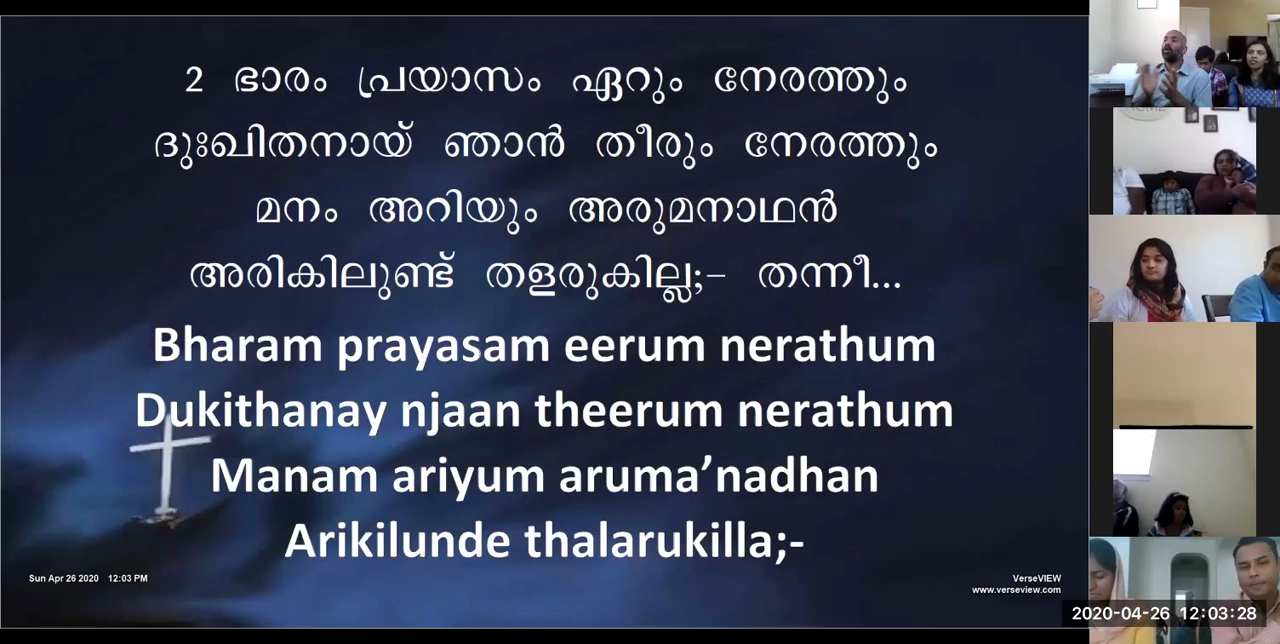 2 ഭാരം പ്രയാസം ഏറും നേരത്തും
ദുഃഖിതനായ് ഞാൻ തീരും നേരത്തും
മനം അറിയും അരുമനാഥൻ
അരികിലുണ്ട് തളരുകില്ല;- തന്നീ...
Bharam prayasam eerum nerathum
Dukithanay njaan theerum nerathum
Manam ariyum aruma’nadhan
Arikilunde thalarukilla;-
Sun Apr 26 2020 12:03 PM
VerseVIEW
www.verseview.com
2020-04-26 12:03:28